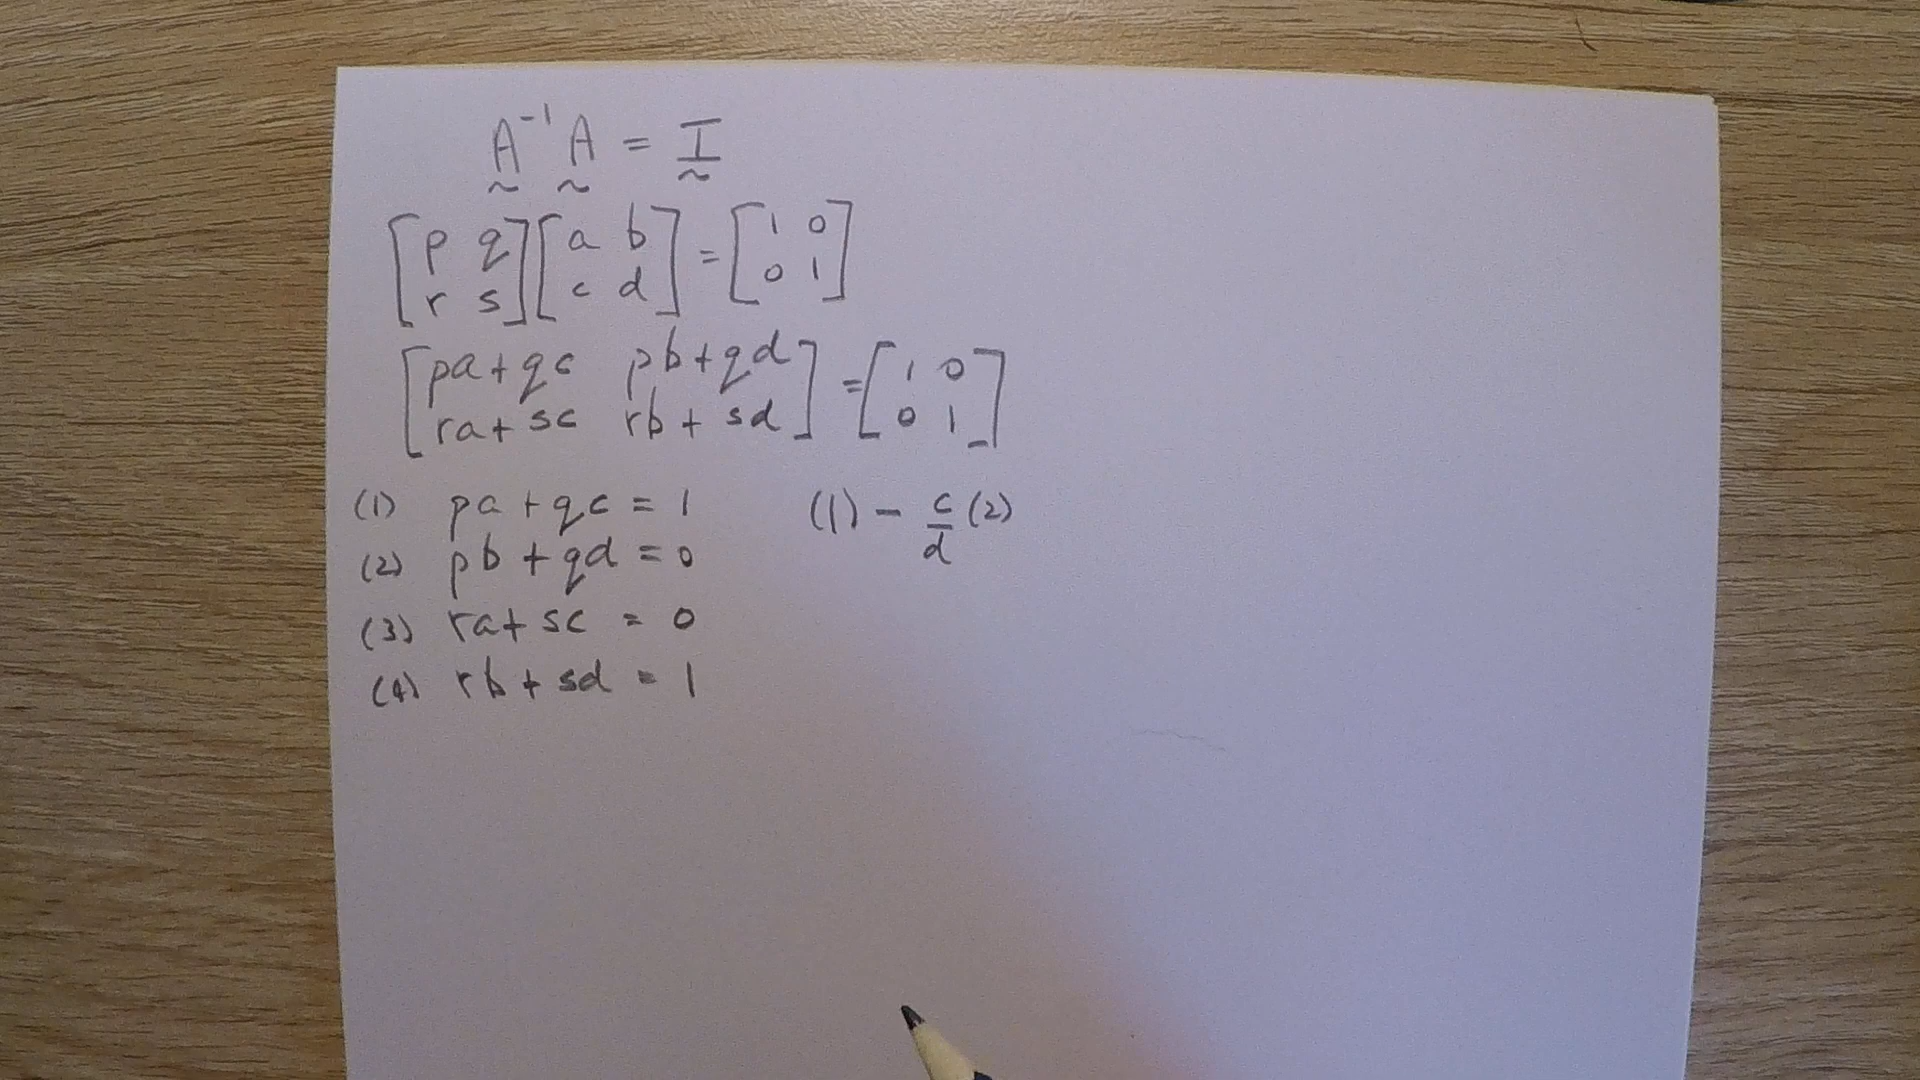 A⁻¹ A = I
[p q; r s] [a b; c d] = [1 0; 0 1]
[pa+qc pb+qd; ra+sc rb+sd] = [1 0; 0 1]
(1) pa + qc = 1 (1) - c/d (2)
(2) pb + qd = 0
(3) ra + sc = 0
(4) rb + sd = 1